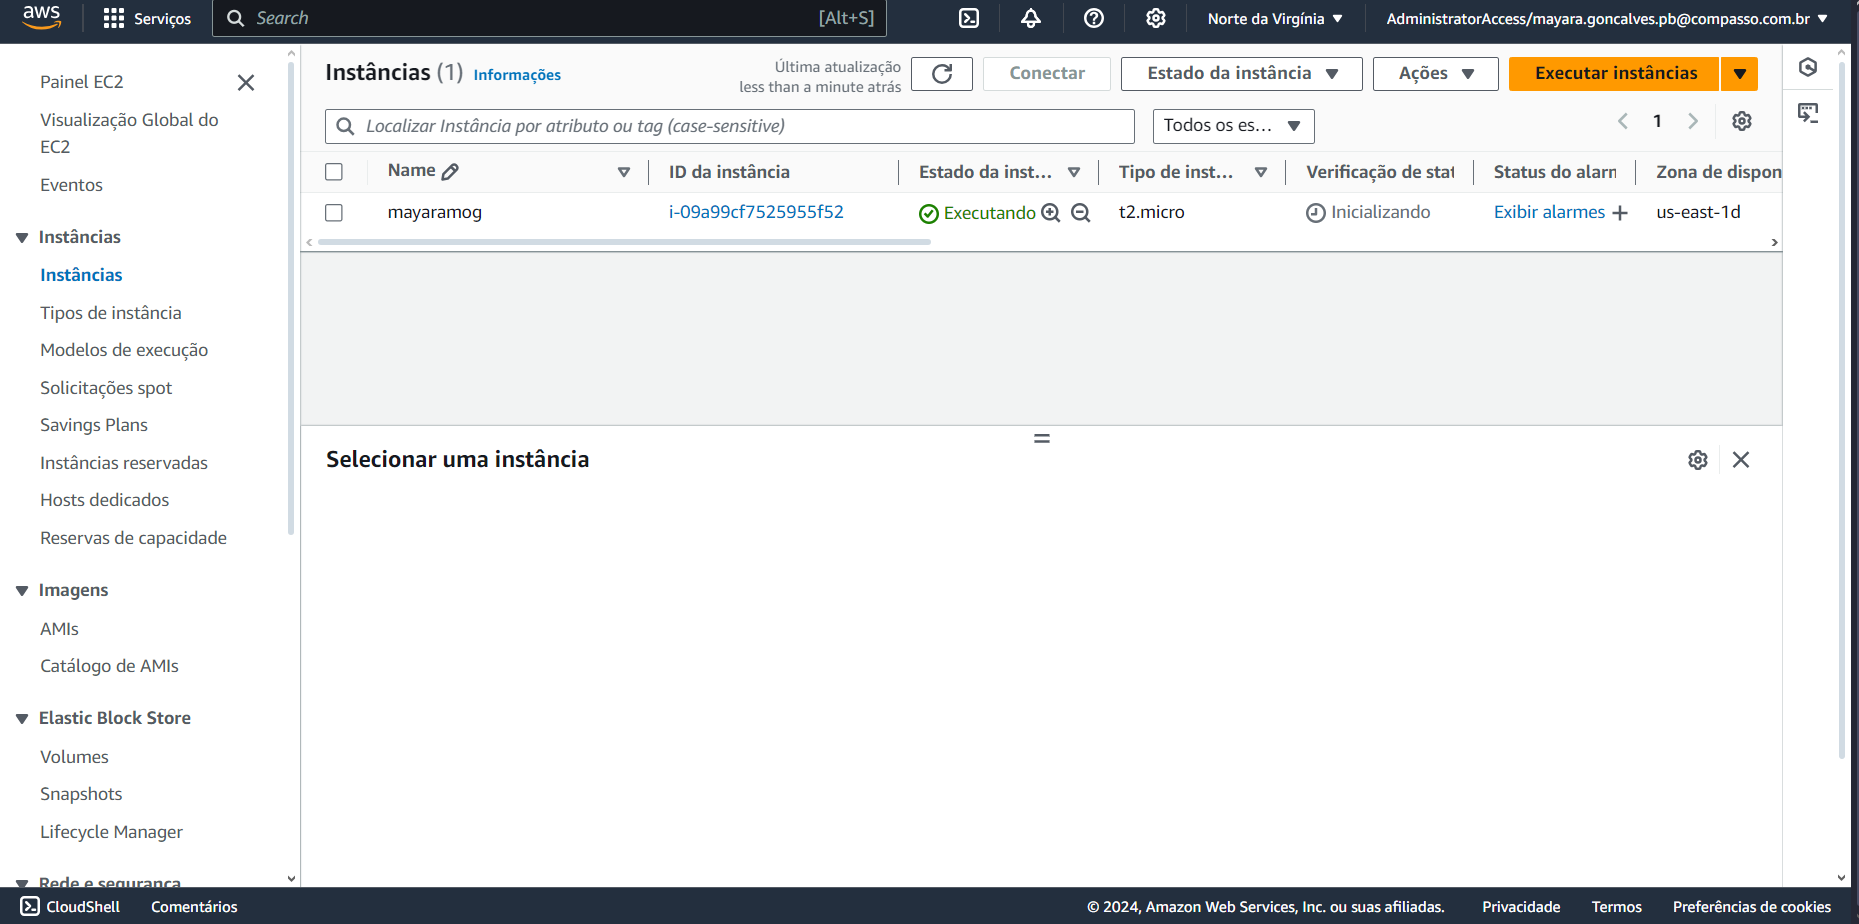 aws
Serviços
Search
[Alt+S]
Norte da Virgínia
AdministratorAccess/mayara.goncalves.pb@compasso.com.br
Painel EC2
Visualização Global do
EC2
Eventos
Instâncias
Instâncias
Tipos de instância
Modelos de execução
Solicitações spot
Savings Plans
Instâncias reservadas
Hosts dedicados
Reservas de capacidade
Imagens
AMIs
Catálogo de AMIs
Elastic Block Store
Volumes
Snapshots
Lifecycle Manager
Rede e segurança
Instâncias (1) Informações
Última atualização
less than a minute atrás
Conectar
Estado da instância
Ações
Executar instâncias
Localizar Instância por atributo ou tag (case-sensitive)
Todos os es...
1
Name ID da instância Estado da inst... Tipo de inst... Verificação de stat Status do alarn Zona de dispon
mayaramog i-09a99cf7525955f52 Executando t2.micro Inicializando Exibir alarmes us-east-1d
Selecionar uma instância
CloudShell
Comentários
© 2024, Amazon Web Services, Inc. ou suas afiliadas.
Privacidade
Termos
Preferências de cookies